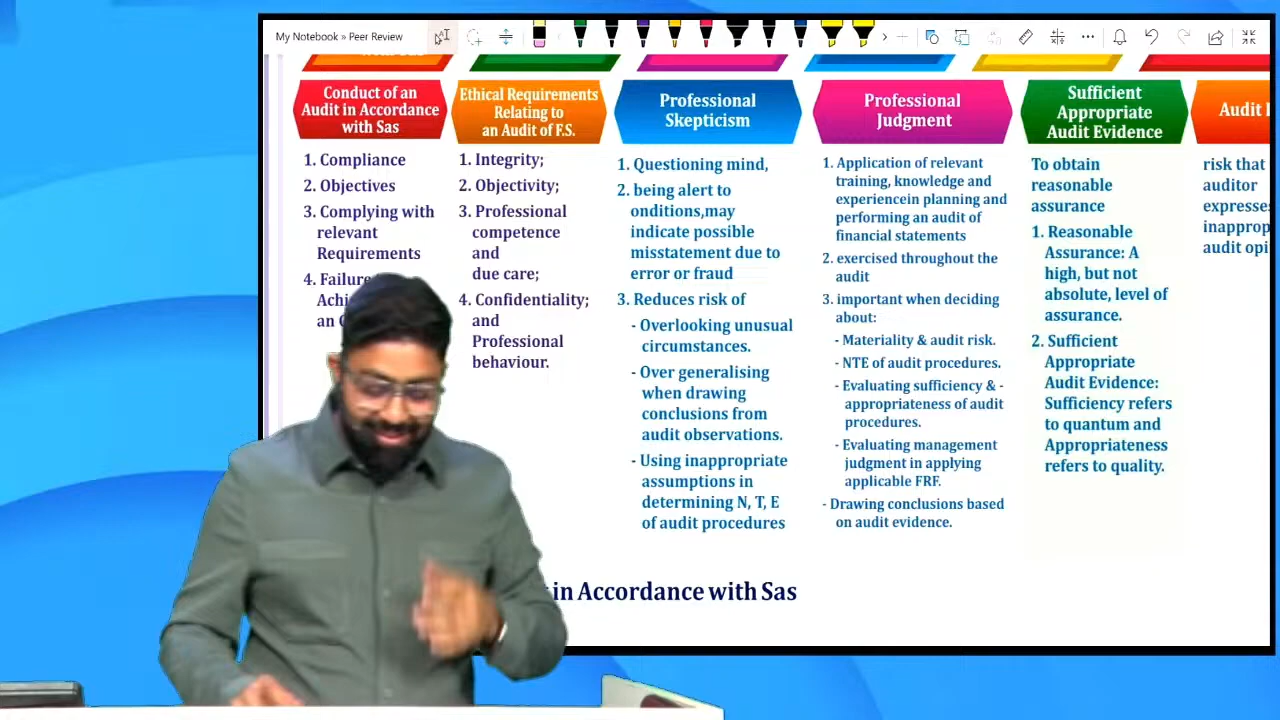 My Notebook » Peer Review
Conduct of an
Audit in Accordance
with Sas
1. Compliance
2. Objectives
3. Complying with
relevant
Requirements
4. Failure
Achi
an
Ethical Requirements
Relating to
an Audit of F.S.
1. Integrity;
2. Objectivity;
3. Professional
competence
and
due care;
4. Confidentiality;
and
Professional
behaviour.
Professional
Skepticism
1. Questioning mind,
2. being alert to
onditions,may
indicate possible
misstatement due to
error or fraud
3. Reduces risk of
- Overlooking unusual
circumstances.
- Over generalising
when drawing
conclusions from
audit observations.
- Using inappropriate
assumptions in
determining N, T, E
of audit procedures
Professional
Judgment
1. Application of relevant
training, knowledge and
experiencein planning and
performing an audit of
financial statements
2. exercised throughout the
audit
3. important when deciding
about:
- Materiality & audit risk.
- NTE of audit procedures.
- Evaluating sufficiency & -
appropriateness of audit
procedures.
- Evaluating management
judgment in applying
applicable FRF.
- Drawing conclusions based
on audit evidence.
Sufficient
Appropriate
Audit Evidence
To obtain
reasonable
assurance
1. Reasonable
Assurance: A
high, but not
absolute, level of
assurance.
2. Sufficient
Appropriate
Audit Evidence:
Sufficiency refers
to quantum and
Appropriateness
refers to quality.
Audit
risk that
auditor
expresses
inapprop
audit opi
in Accordance with Sas